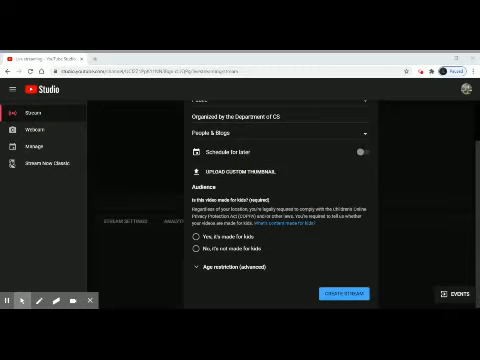 Live streaming - YouTube Studio
Paused
Studio
Stream
Organized by the Department of CS
Webcam
People & Blogs
Manage
Schedule for later
Stream Now Classic
UPLOAD CUSTOM THUMBNAIL
Audience
Is this video made for kids? (required)
Regardless of your location, you're legally required to comply with the Children's Online
Privacy Protection Act (COPPA) and/or other laws. You're required to tell us whether
your videos are made for kids. What's content made for kids?
STREAM SETTINGS
Yes, it's made for kids
No, it's not made for kids
Age restriction (advanced)
CREATE STREAM
EVENTS